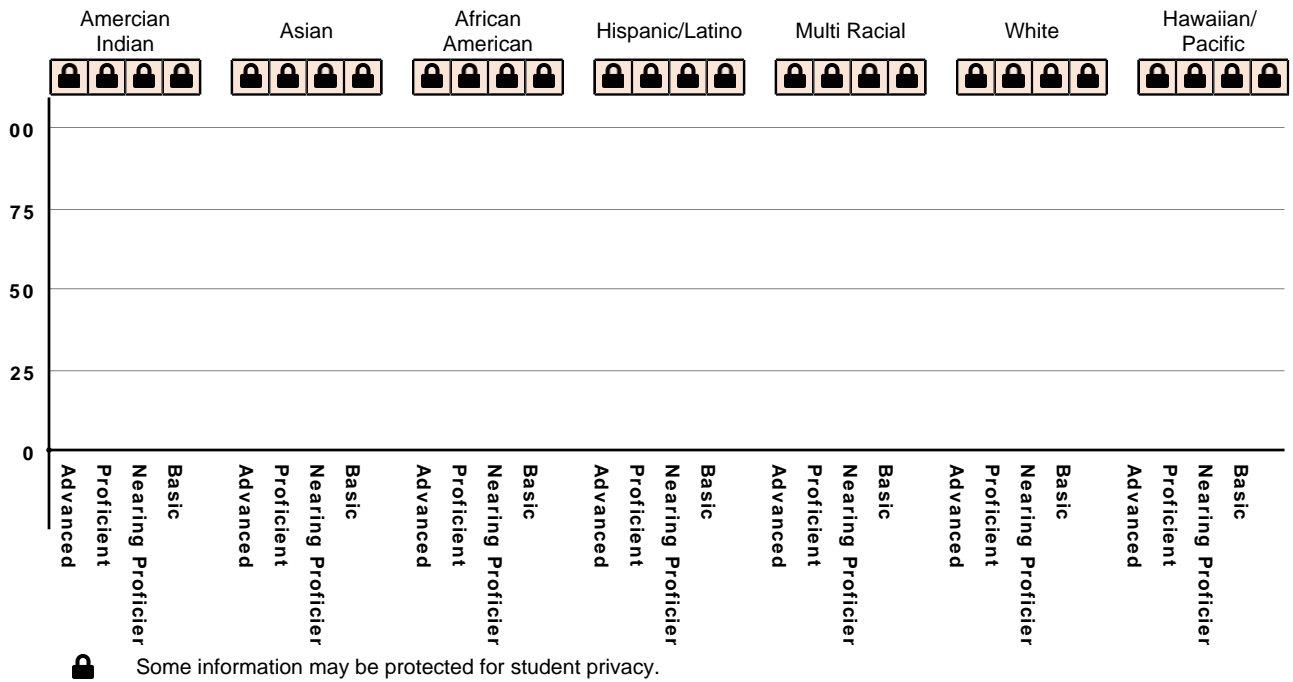 Amercian
Indian
Asian
African
American
Hispanic/Latino
Multi Racial
White
Hawaiian/
Pacific
00
75
50
25
0
Advanced
Proficient
Nearing Proficier
Basic
Advanced
Proficient
Nearing Proficier
Basic
Advanced
Proficient
Nearing Proficier
Basic
Advanced
Proficient
Nearing Proficier
Basic
Advanced
Proficient
Nearing Proficier
Basic
Advanced
Proficient
Nearing Proficier
Basic
Advanced
Proficient
Nearing Proficier
Basic
Some information may be protected for student privacy.